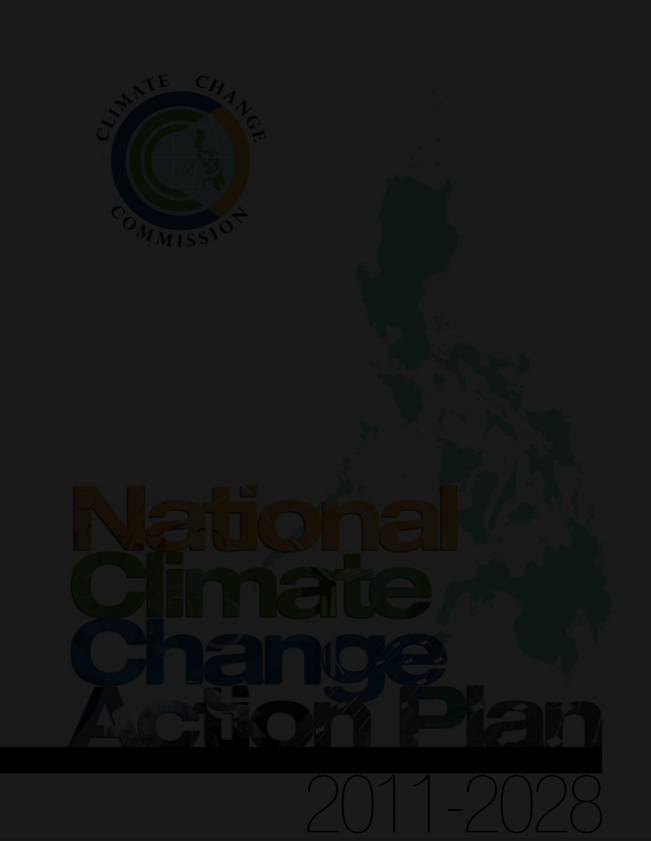 CLIMATE CHANGE
COMMISSION
National
Climate
Change
Action Plan
2011-2028